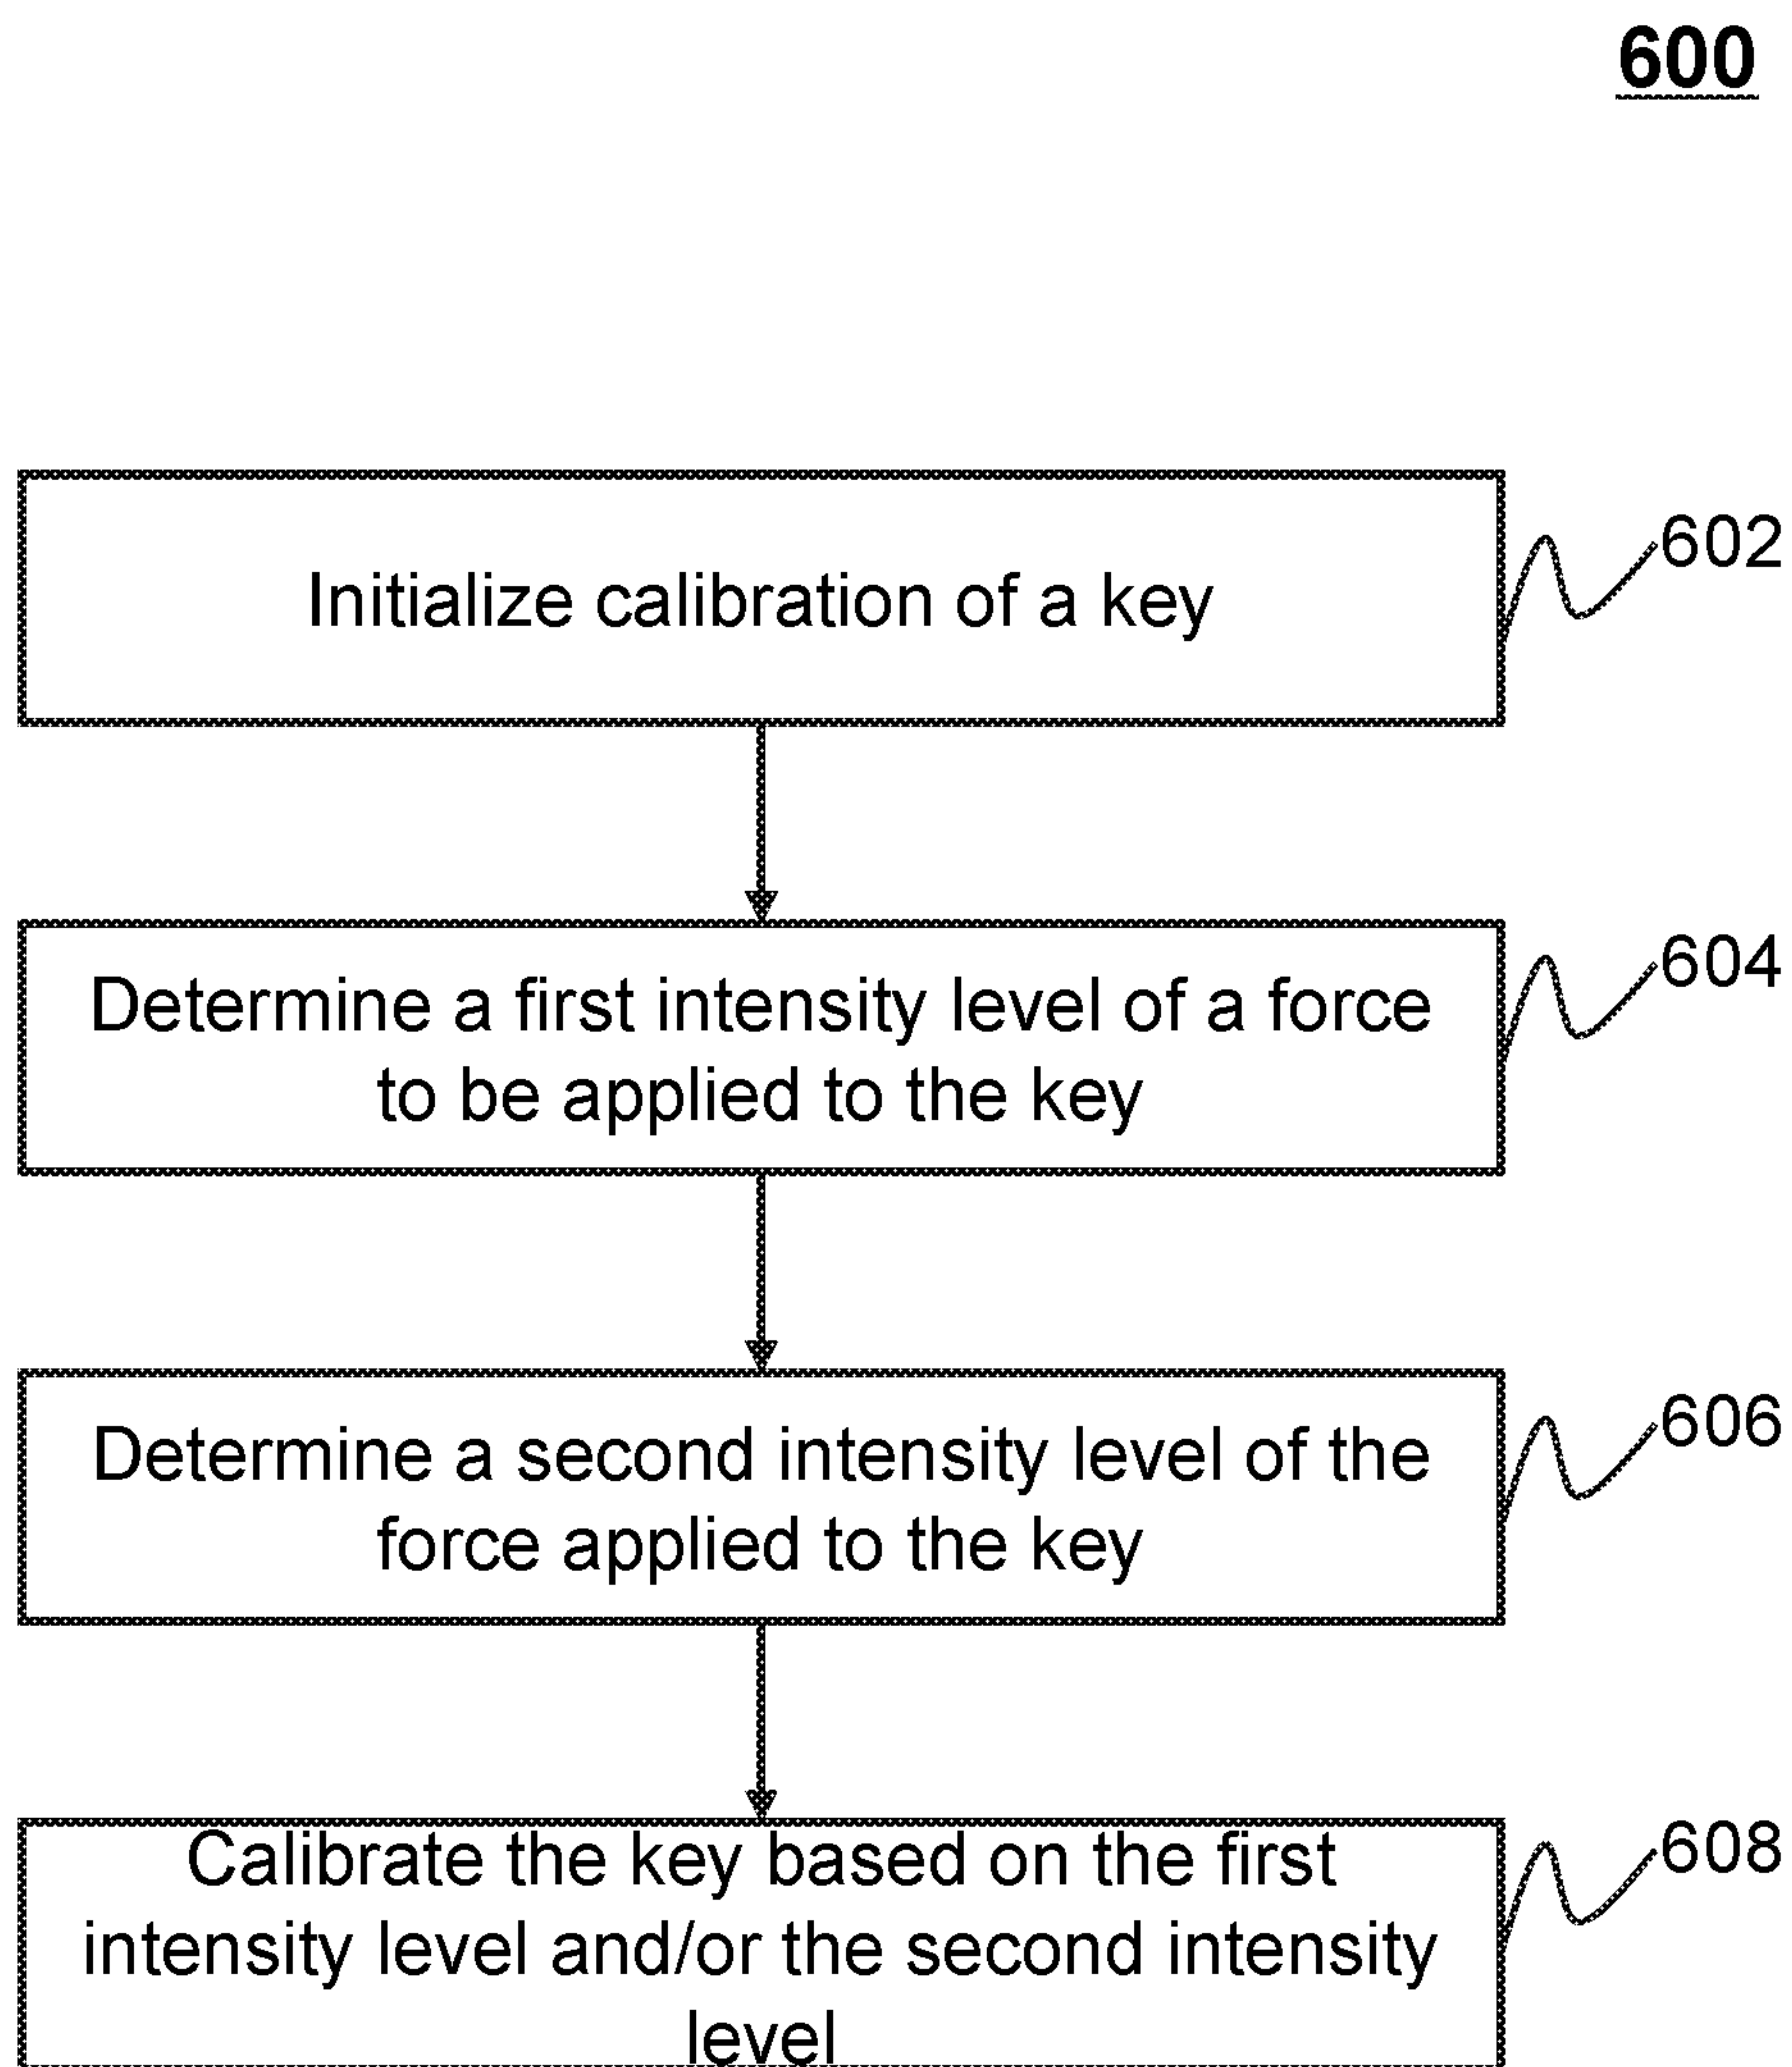 600
Initialize calibration of a key
602
Determine a first intensity level of a force
to be applied to the key
604
Determine a second intensity level of the
force applied to the key
606
Calibrate the key based on the first
intensity level and/or the second intensity
level
608